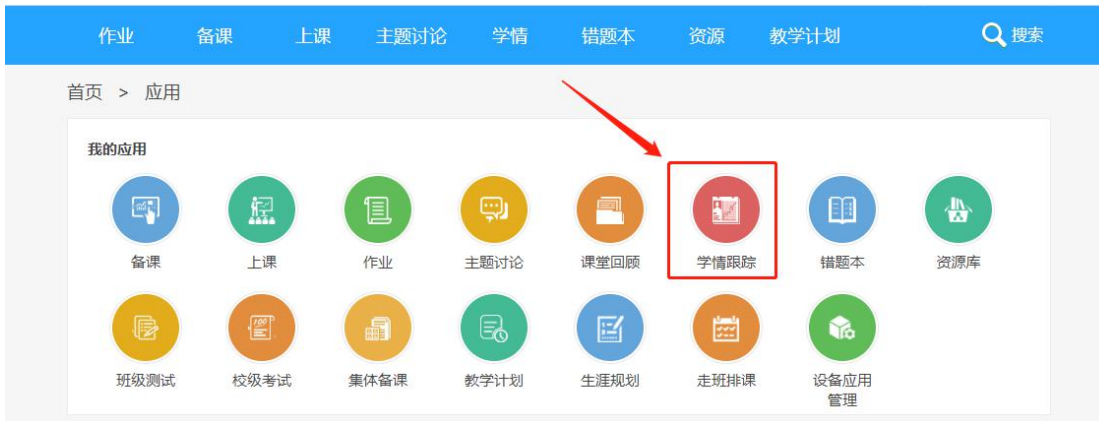 作业 备课 上课 主题讨论 学情 错题本 资源 教学计划 搜索
首页 > 应用
我的应用
备课 上课 作业 主题讨论 课堂回顾 学情跟踪 错题本 资源库
班级测试 校级考试 集体备课 教学计划 生涯规划 走班排课 设备应用
管理